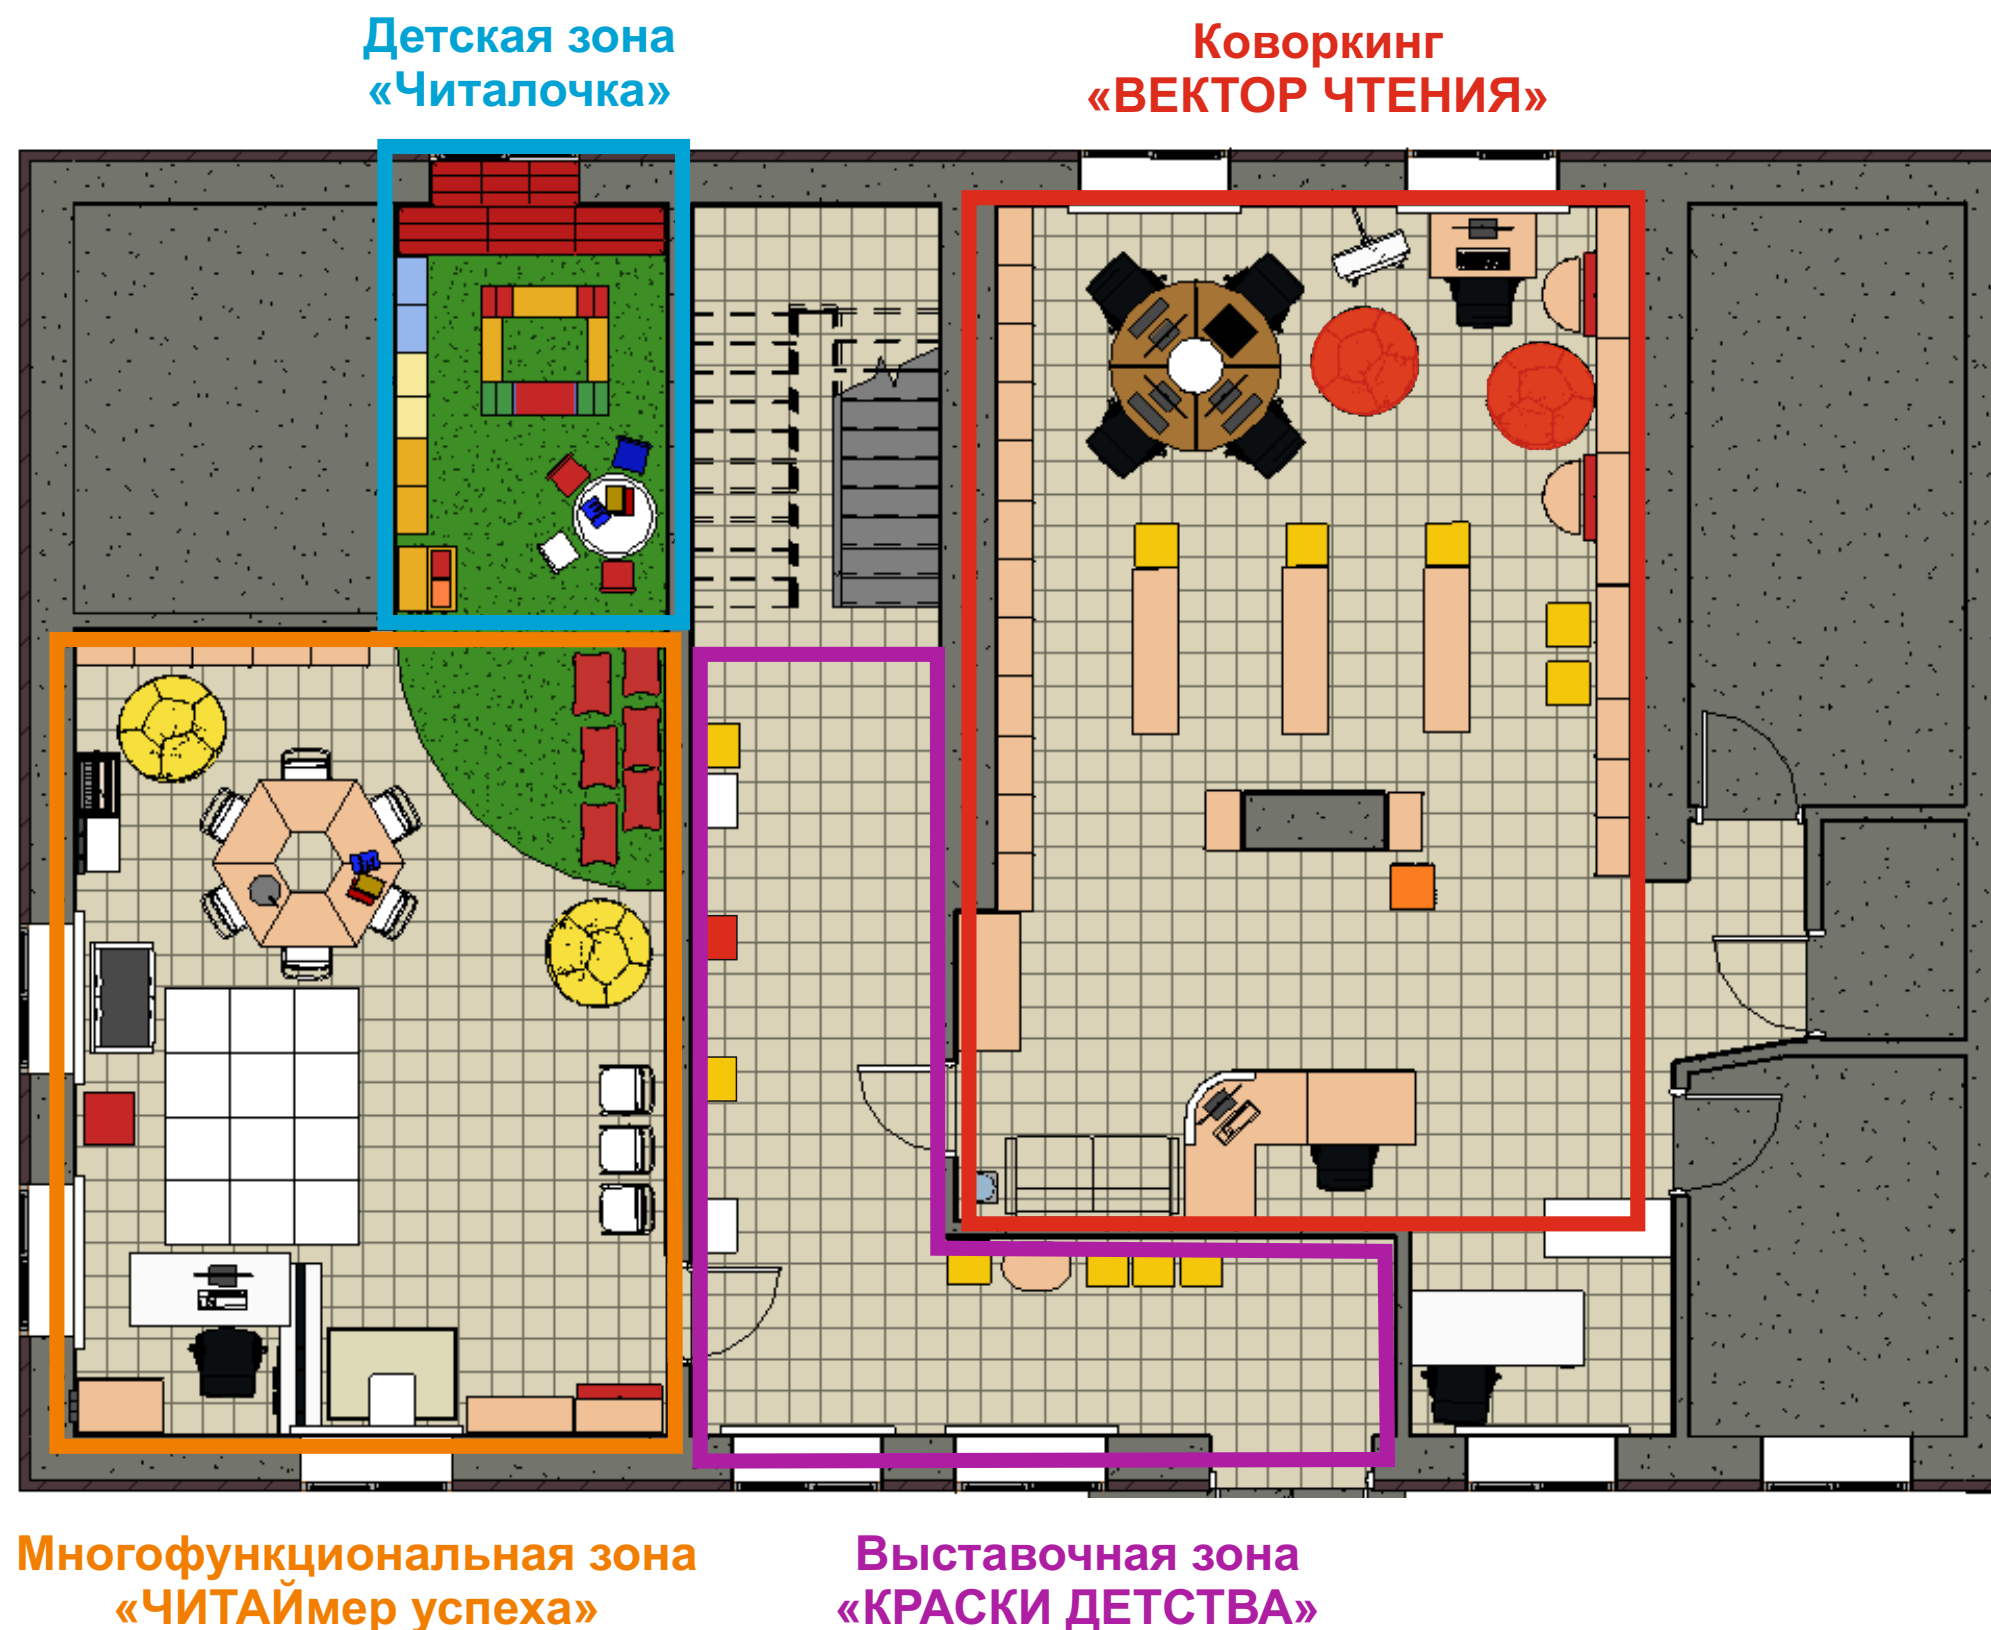 Детская зона
«Читалочка»
Коворкинг
«ВЕКТОР ЧТЕНИЯ»
Многофункциональная зона
«ЧИТАЙмер успеха»
Выставочная зона
«КРАСКИ ДЕТСТВА»